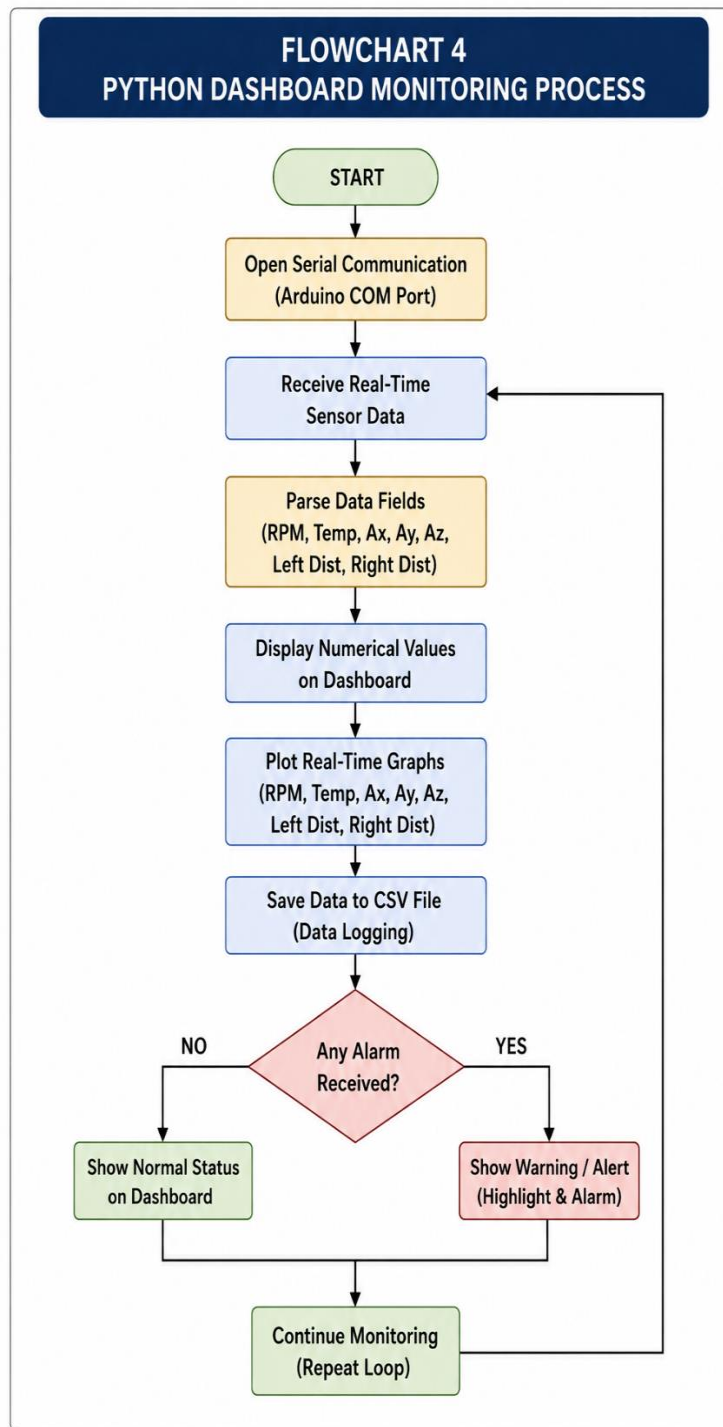 FLOWCHART 4
PYTHON DASHBOARD MONITORING PROCESS
START
Open Serial Communication
(Arduino COM Port)
Receive Real-Time
Sensor Data
Parse Data Fields
(RPM, Temp, Ax, Ay, Az,
Left Dist, Right Dist)
Display Numerical Values
on Dashboard
Plot Real-Time Graphs
(RPM, Temp, Ax, Ay, Az,
Left Dist, Right Dist)
Save Data to CSV File
(Data Logging)
Any Alarm
Received?
NO
YES
Show Normal Status
on Dashboard
Show Warning / Alert
(Highlight & Alarm)
Continue Monitoring
(Repeat Loop)